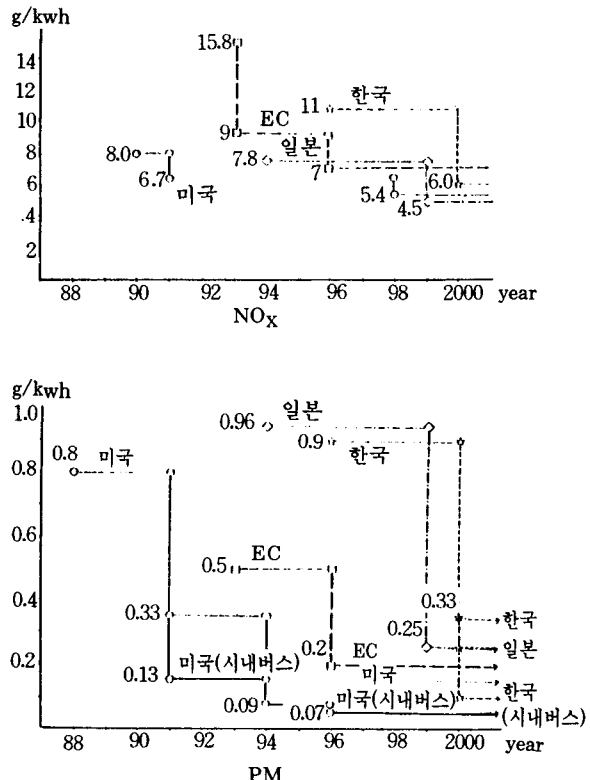 g/kwh
14
15.8
12
11 한국
10
9 EC
일본
8
8.0
7.8
7
6.7
미국
6
6.0
5.4
4.5
4
2
88 90 92 94 96 98 2000 year
NOX
g/kwh
1.0
0.96 일본
0.9 한국
0.8 미국
0.8
0.6
0.5 EC
0.4
0.33
0.33
한국
0.25
일본
0.2 EC
0.2
미국(시내버스) 미국
0.13
한국
0.09
미국(시내버스)
0.07
(시내버스)
88 90 92 94 96 98 2000 year
PM